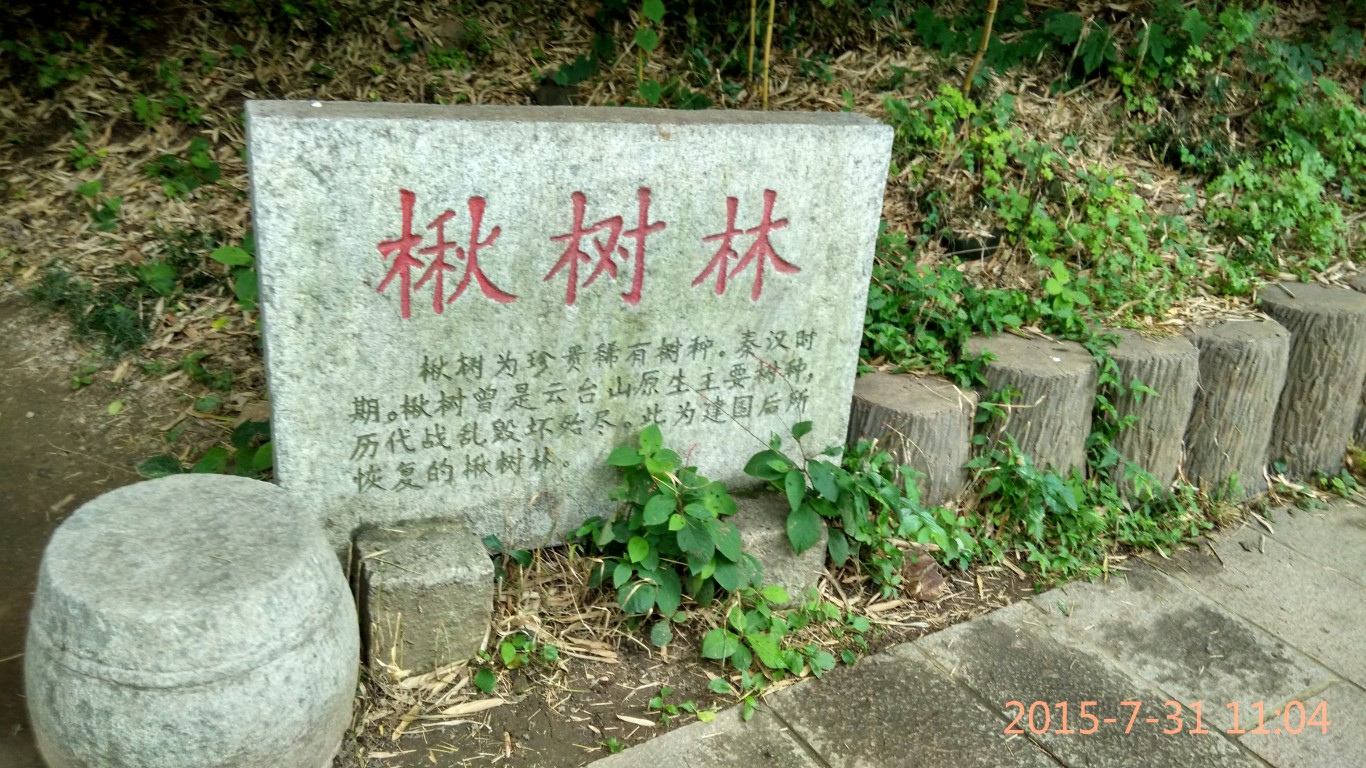 楸树林
楸树为珍贵稀有树种。秦汉时
期。楸树曾是云台山原生主要树种,
历代战乱毁坏殆尽。此为建国后所
恢复的楸树林。
2015-7-31 11:04